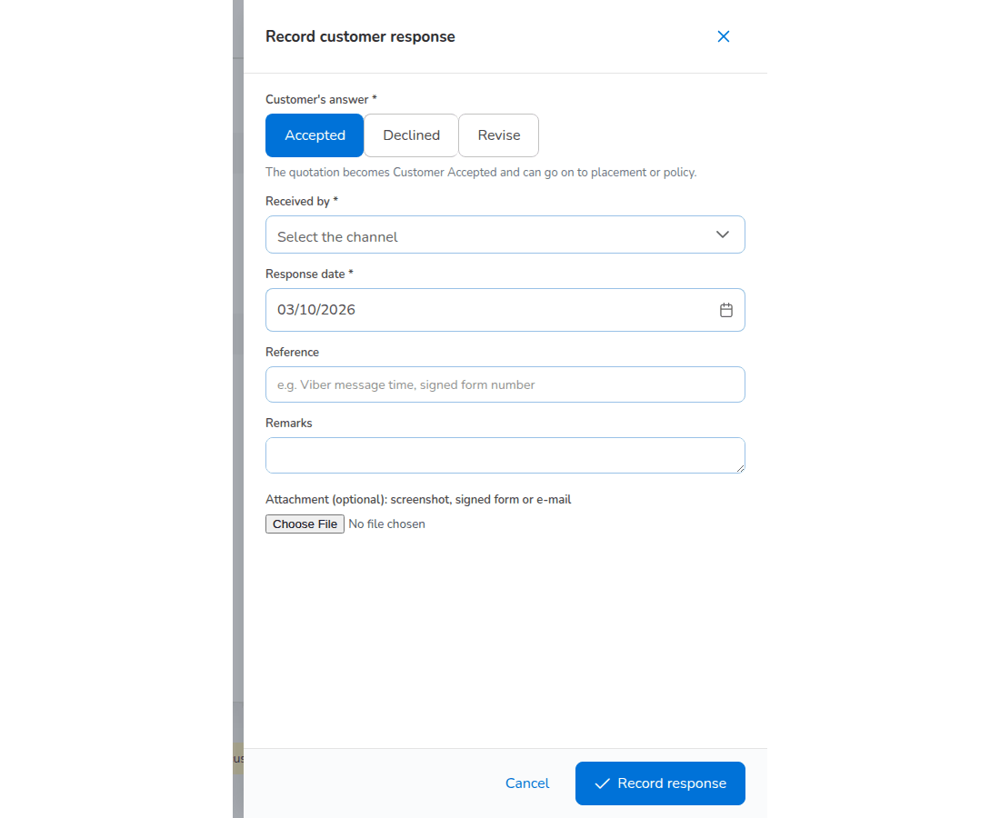 Record customer response
Customer's answer *
Accepted
Declined
Revise
The quotation becomes Customer Accepted and can go on to placement or policy.
Received by *
Select the channel
Response date *
03/10/2026
Reference
e.g. Viber message time, signed form number
Remarks
Attachment (optional): screenshot, signed form or e-mail
Choose File No file chosen
Cancel
Record response